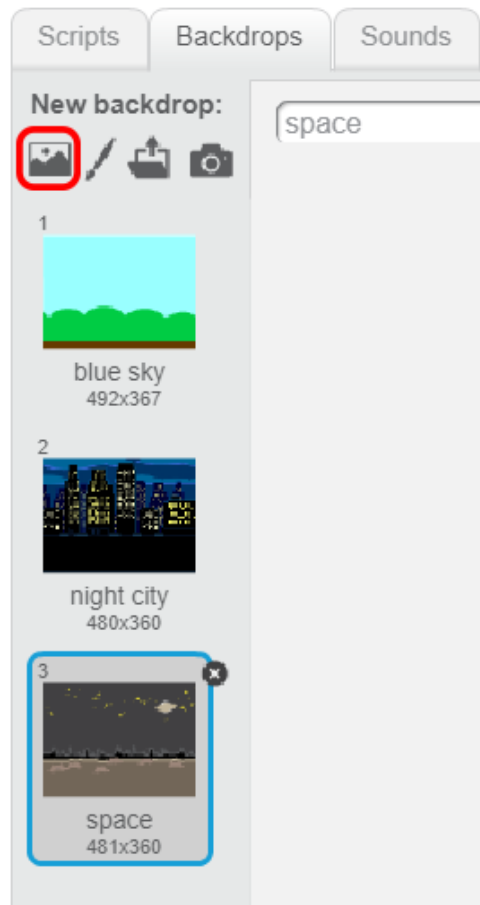 Scripts Backdrops Sounds
New backdrop:
space
1
blue sky
492x367
2
night city
480x360
3
space
481x360